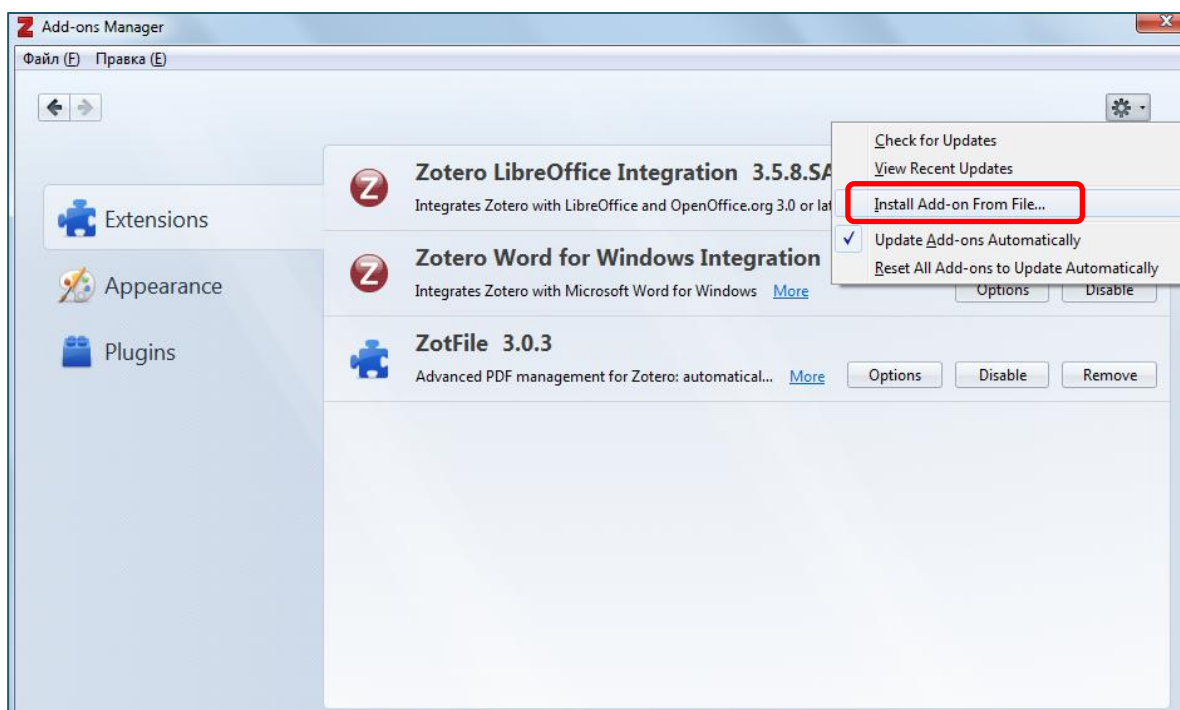 Add-ons Manager
Файл (F) Правка (E)
Check for Updates
View Recent Updates
Install Add-on From File...
Update Add-ons Automatically
Reset All Add-ons to Update Automatically
Extensions
Appearance
Plugins
Zotero LibreOffice Integration 3.5.8.SA
Integrates Zotero with LibreOffice and OpenOffice.org 3.0 or lat
Zotero Word for Windows Integration
Integrates Zotero with Microsoft Word for Windows More
Options Disable
ZotFile 3.0.3
Advanced PDF management for Zotero: automatical... More Options Disable Remove